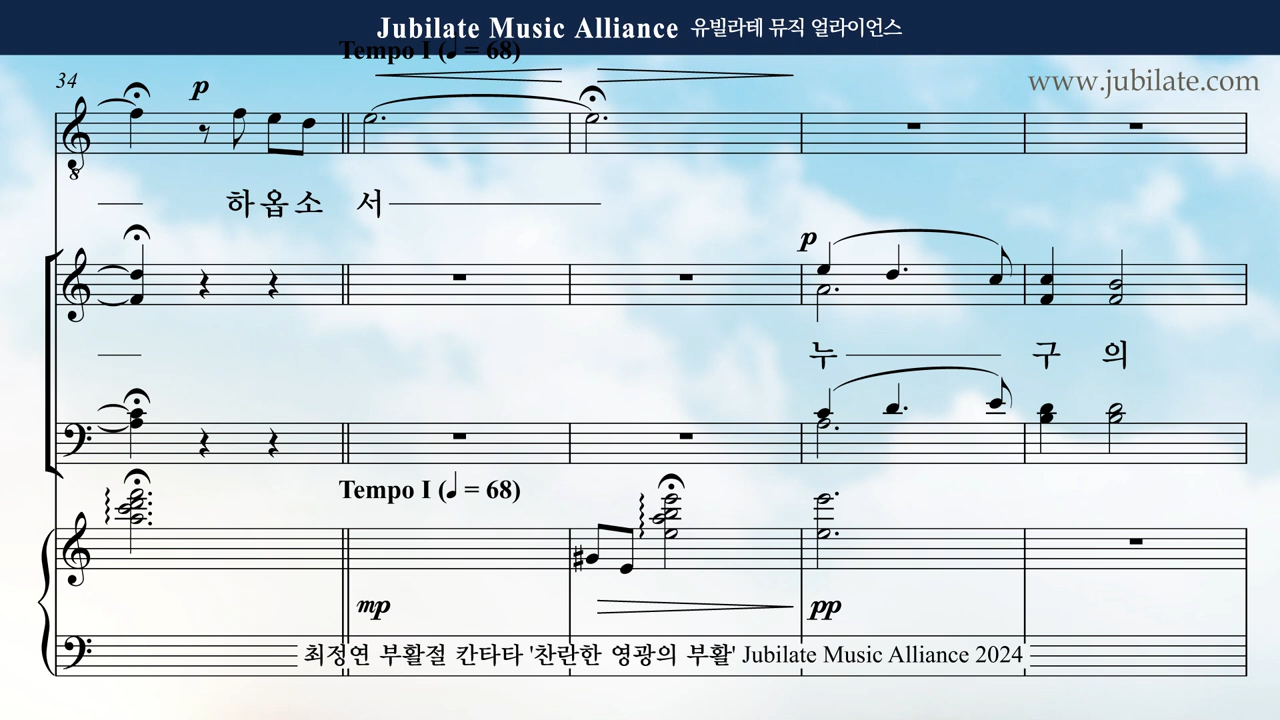 Jubilate Music Alliance 유빌라테 뮤직 얼라이언스
Tempo I (♩ = 68)
34
p
www.jubilate.com
하 옵 소 서
p
누 구 의
Tempo I (♩ = 68)
mp
pp
최정연 부활절 칸타타 '찬란한 영광의 부활' Jubilate Music Alliance 2024